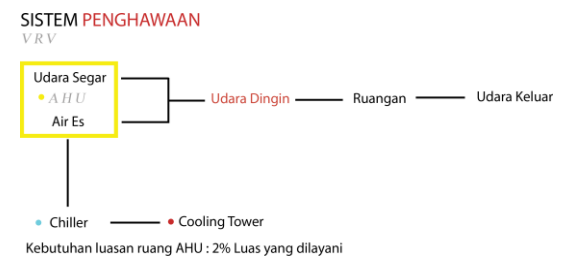 SISTEM PENGHAWAAN
VRV
Udara Segar
AHU
Air Es
Udara Dingin
Ruangan
Udara Keluar
Chiller
Cooling Tower
Kebutuhan luasan ruang AHU : 2% Luas yang dilayani